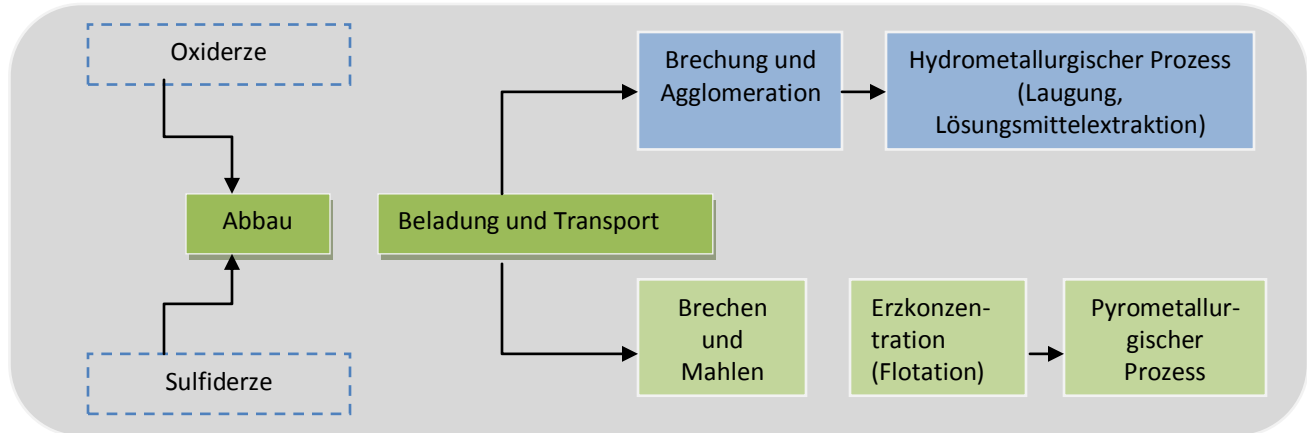 Oxiderze
Brechung und
Agglomeration
Hydrometallurgischer Prozess
(Laugung,
Lösungsmittelextraktion)
Abbau
Beladung und Transport
Brechen
und
Mahlen
Erzkonzen-
tration
(Flotation)
Pyrometallur-
gischer
Prozess
Sulfiderze